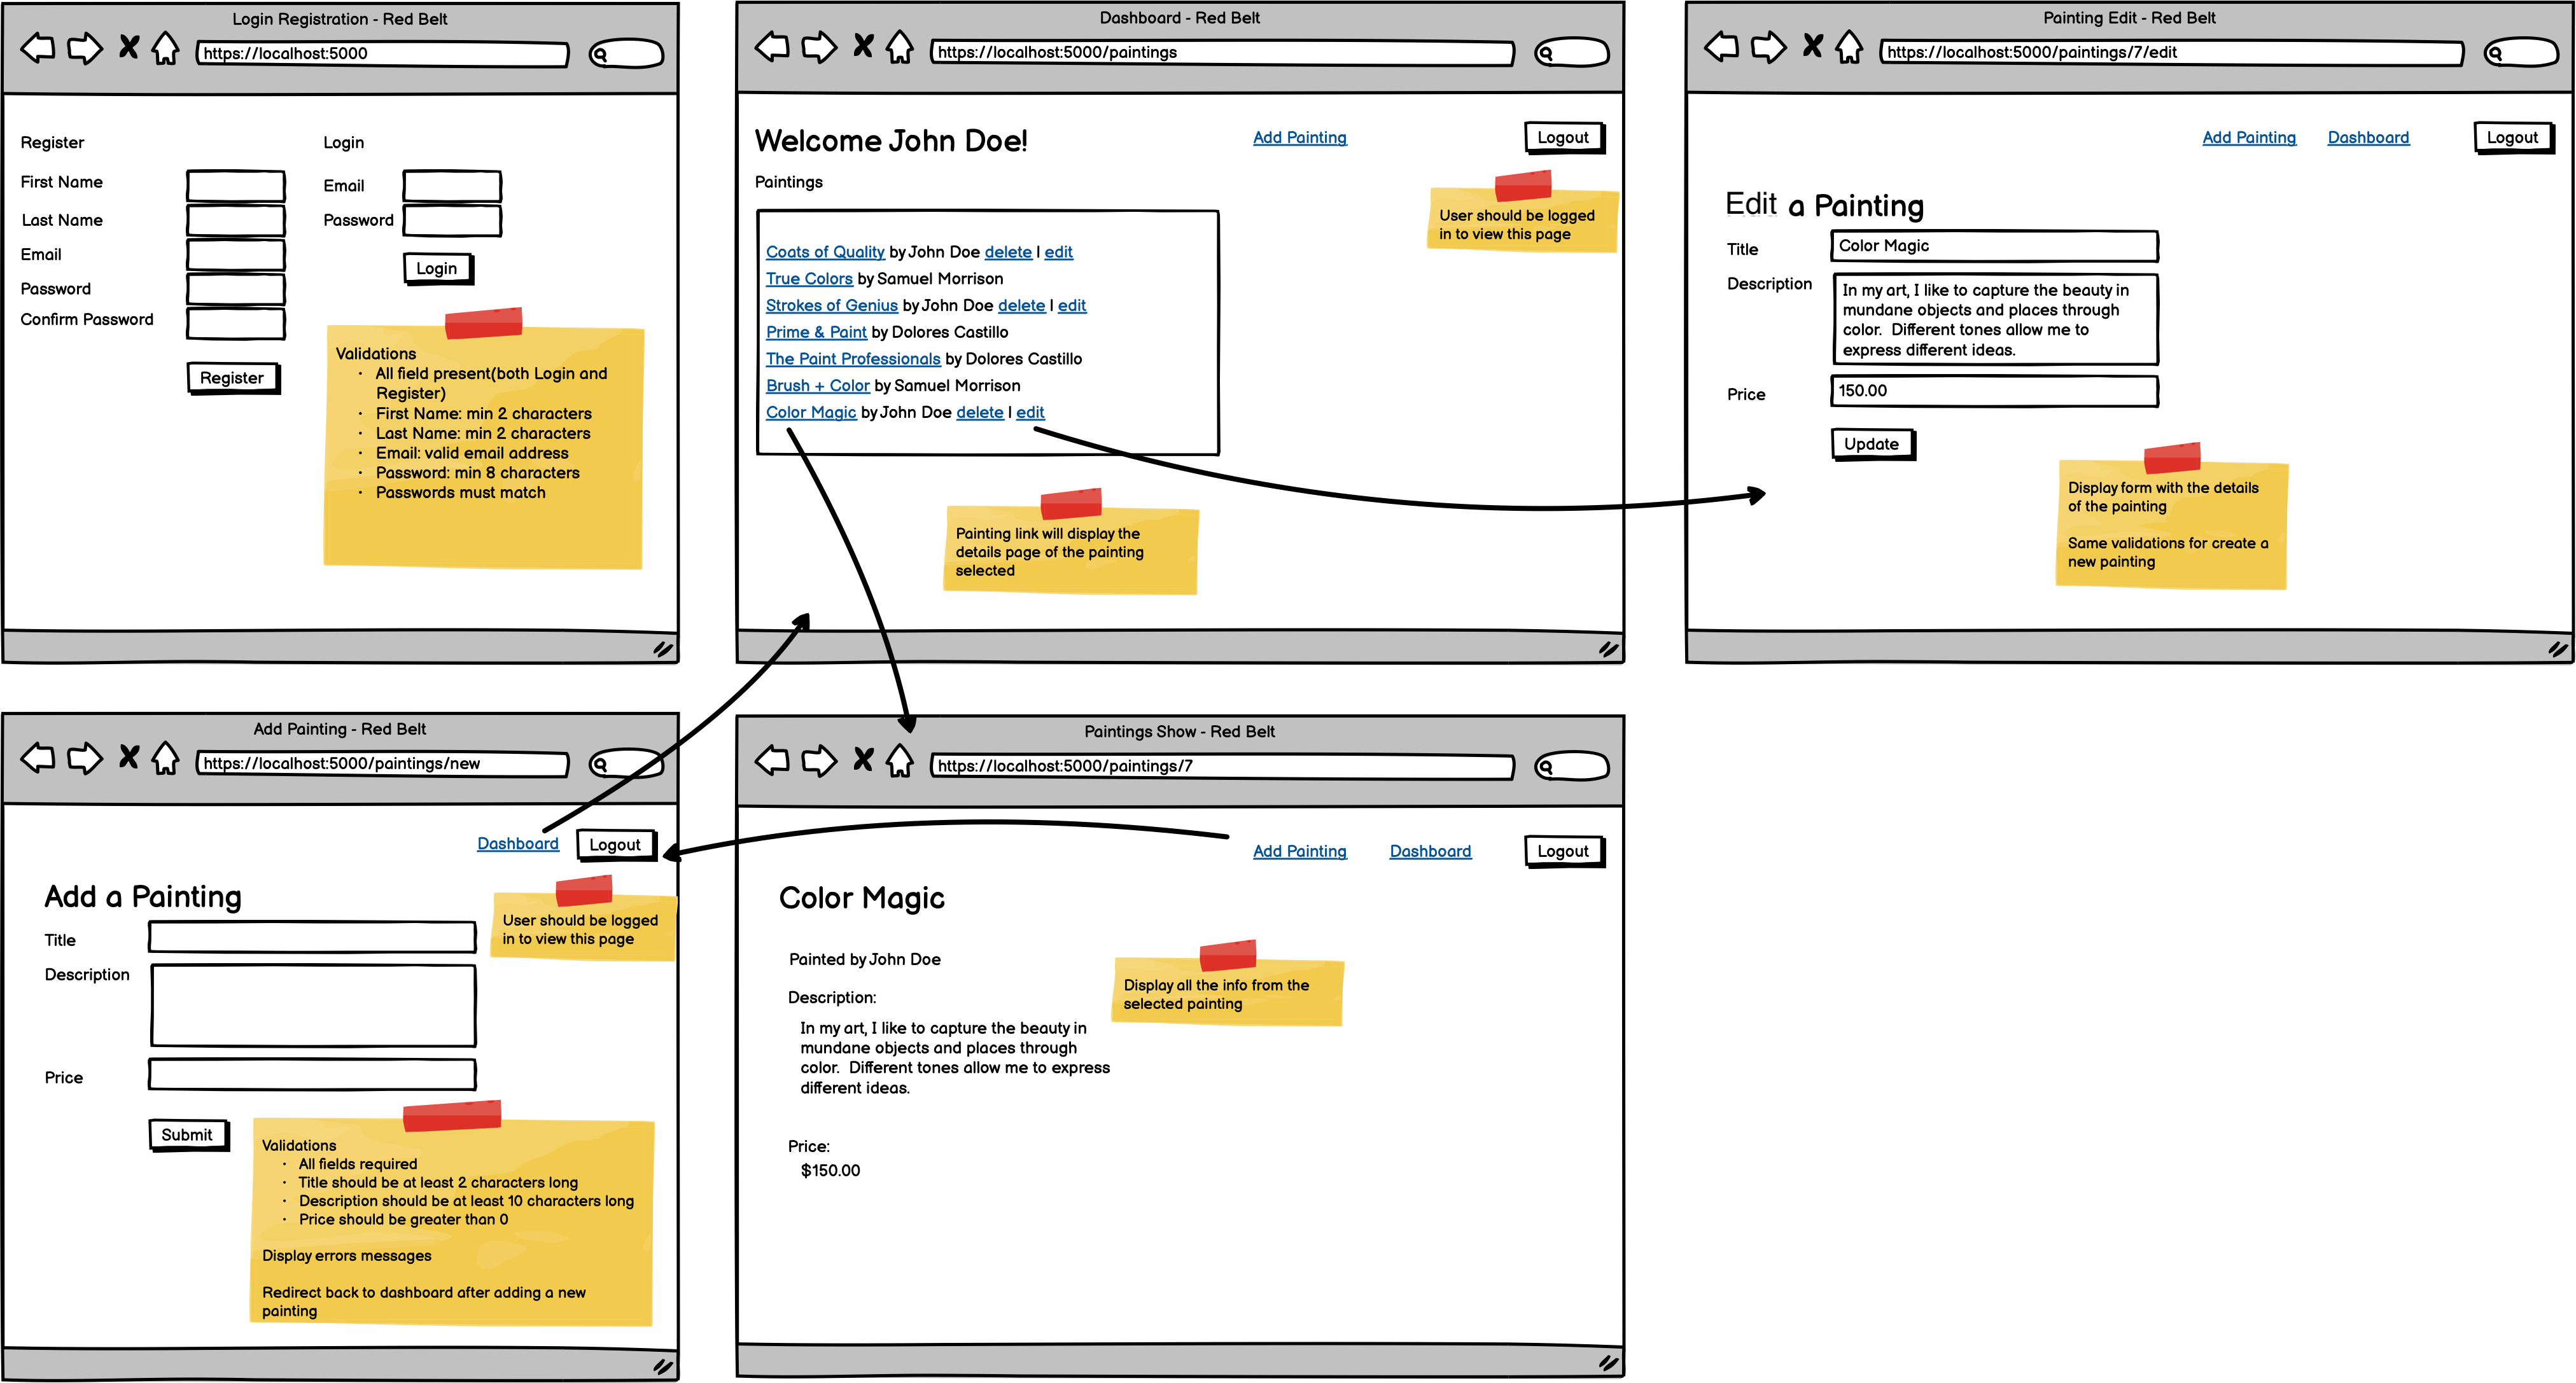 Login Registration - Red Belt
https://localhost:5000
Register
Login
First Name
Last Name
Email
Password
Confirm Password
Register
Email
Password
Login
Validations
· All field present(both Login and
Register)
· First Name: min 2 characters
· Last Name: min 2 characters
· Email: valid email address
· Password: min 8 characters
· Passwords must match
Dashboard - Red Belt
https://localhost:5000/paintings
Welcome John Doe!
Add Painting
Logout
Paintings
User should be logged
in to view this page
Coats of Quality by John Doe delete | edit
True Colors by Samuel Morrison
Strokes of Genius by John Doe delete | edit
Prime & Paint by Dolores Castillo
The Paint Professionals by Dolores Castillo
Brush + Color by Samuel Morrison
Color Magic by John Doe delete | edit
Painting link will display the
details page of the painting
selected
Painting Edit - Red Belt
https://localhost:5000/paintings/7/edit
Add Painting Dashboard Logout
Edit a Painting
Title
Color Magic
Description
In my art, I like to capture the beauty in
mundane objects and places through
color. Different tones allow me to
express different ideas.
Price
150.00
Update
Display form with the details
of the painting
Same validations for create a
new painting
Add Painting - Red Belt
https://localhost:5000/paintings/new
Dashboard Logout
Add a Painting
User should be logged
in to view this page
Title
Description
Price
Submit
Validations
· All fields required
· Title should be at least 2 characters long
· Description should be at least 10 characters long
· Price should be greater than 0
Display errors messages
Redirect back to dashboard after adding a new
painting
Paintings Show - Red Belt
https://localhost:5000/paintings/7
Add Painting Dashboard Logout
Color Magic
Painted by John Doe
Display all the info from the
selected painting
Description:
In my art, I like to capture the beauty in
mundane objects and places through
color. Different tones allow me to express
different ideas.
Price:
$150.00